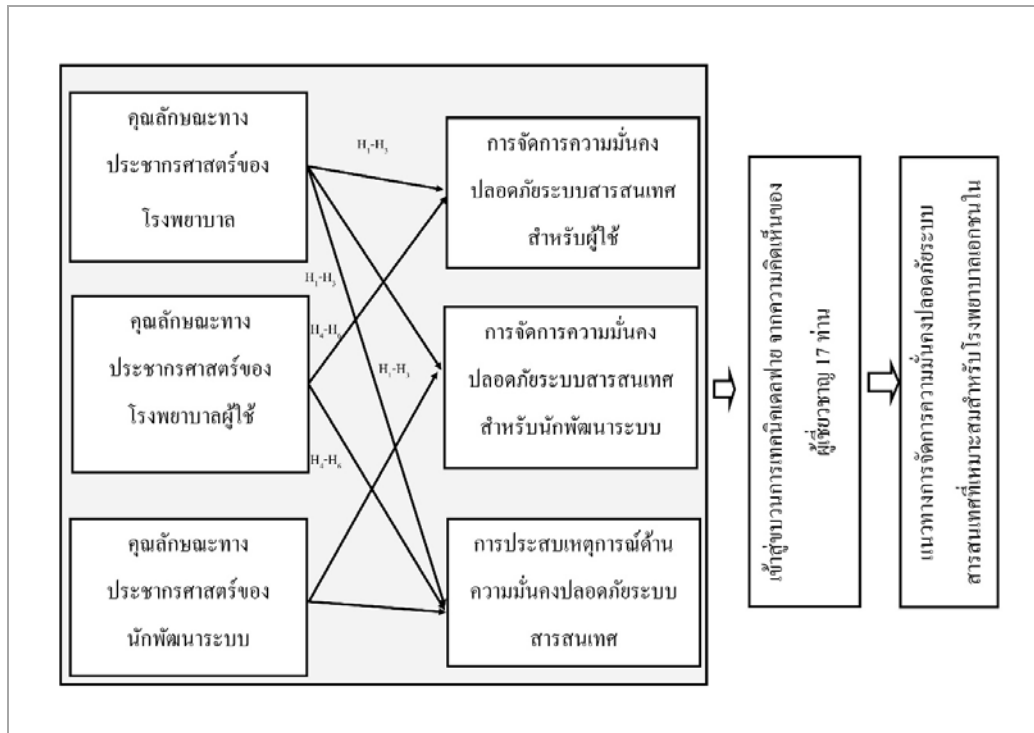 คุณลักษณะทาง
ประชากรศาสตร์ของ
โรงพยาบาล
คุณลักษณะทาง
ประชากรศาสตร์ของ
โรงพยาบาลผู้ใช้
คุณลักษณะทาง
ประชากรศาสตร์ของ
นักพัฒนาระบบ
H₁-H₃
H₁-H₃
H₄-H₆
H₁-H₃
H₄-H₆
การจัดการความมั่นคง
ปลอดภัยระบบสารสนเทศ
สำหรับผู้ใช้
การจัดการความมั่นคง
ปลอดภัยระบบสารสนเทศ
สำหรับนักพัฒนาระบบ
การประสบเหตุการณ์ด้าน
ความมั่นคงปลอดภัยระบบ
สารสนเทศ
เข้าสู่ขบวนการเทคนิคเดลฟาย จากความคิดเห็นของ
ผู้เชี่ยวชาญ 17 ท่าน
แนวทางการจัดการความมั่นคงปลอดภัยระบบ
สารสนเทศที่เหมาะสมสำหรับโรงพยาบาลเอกชนใน